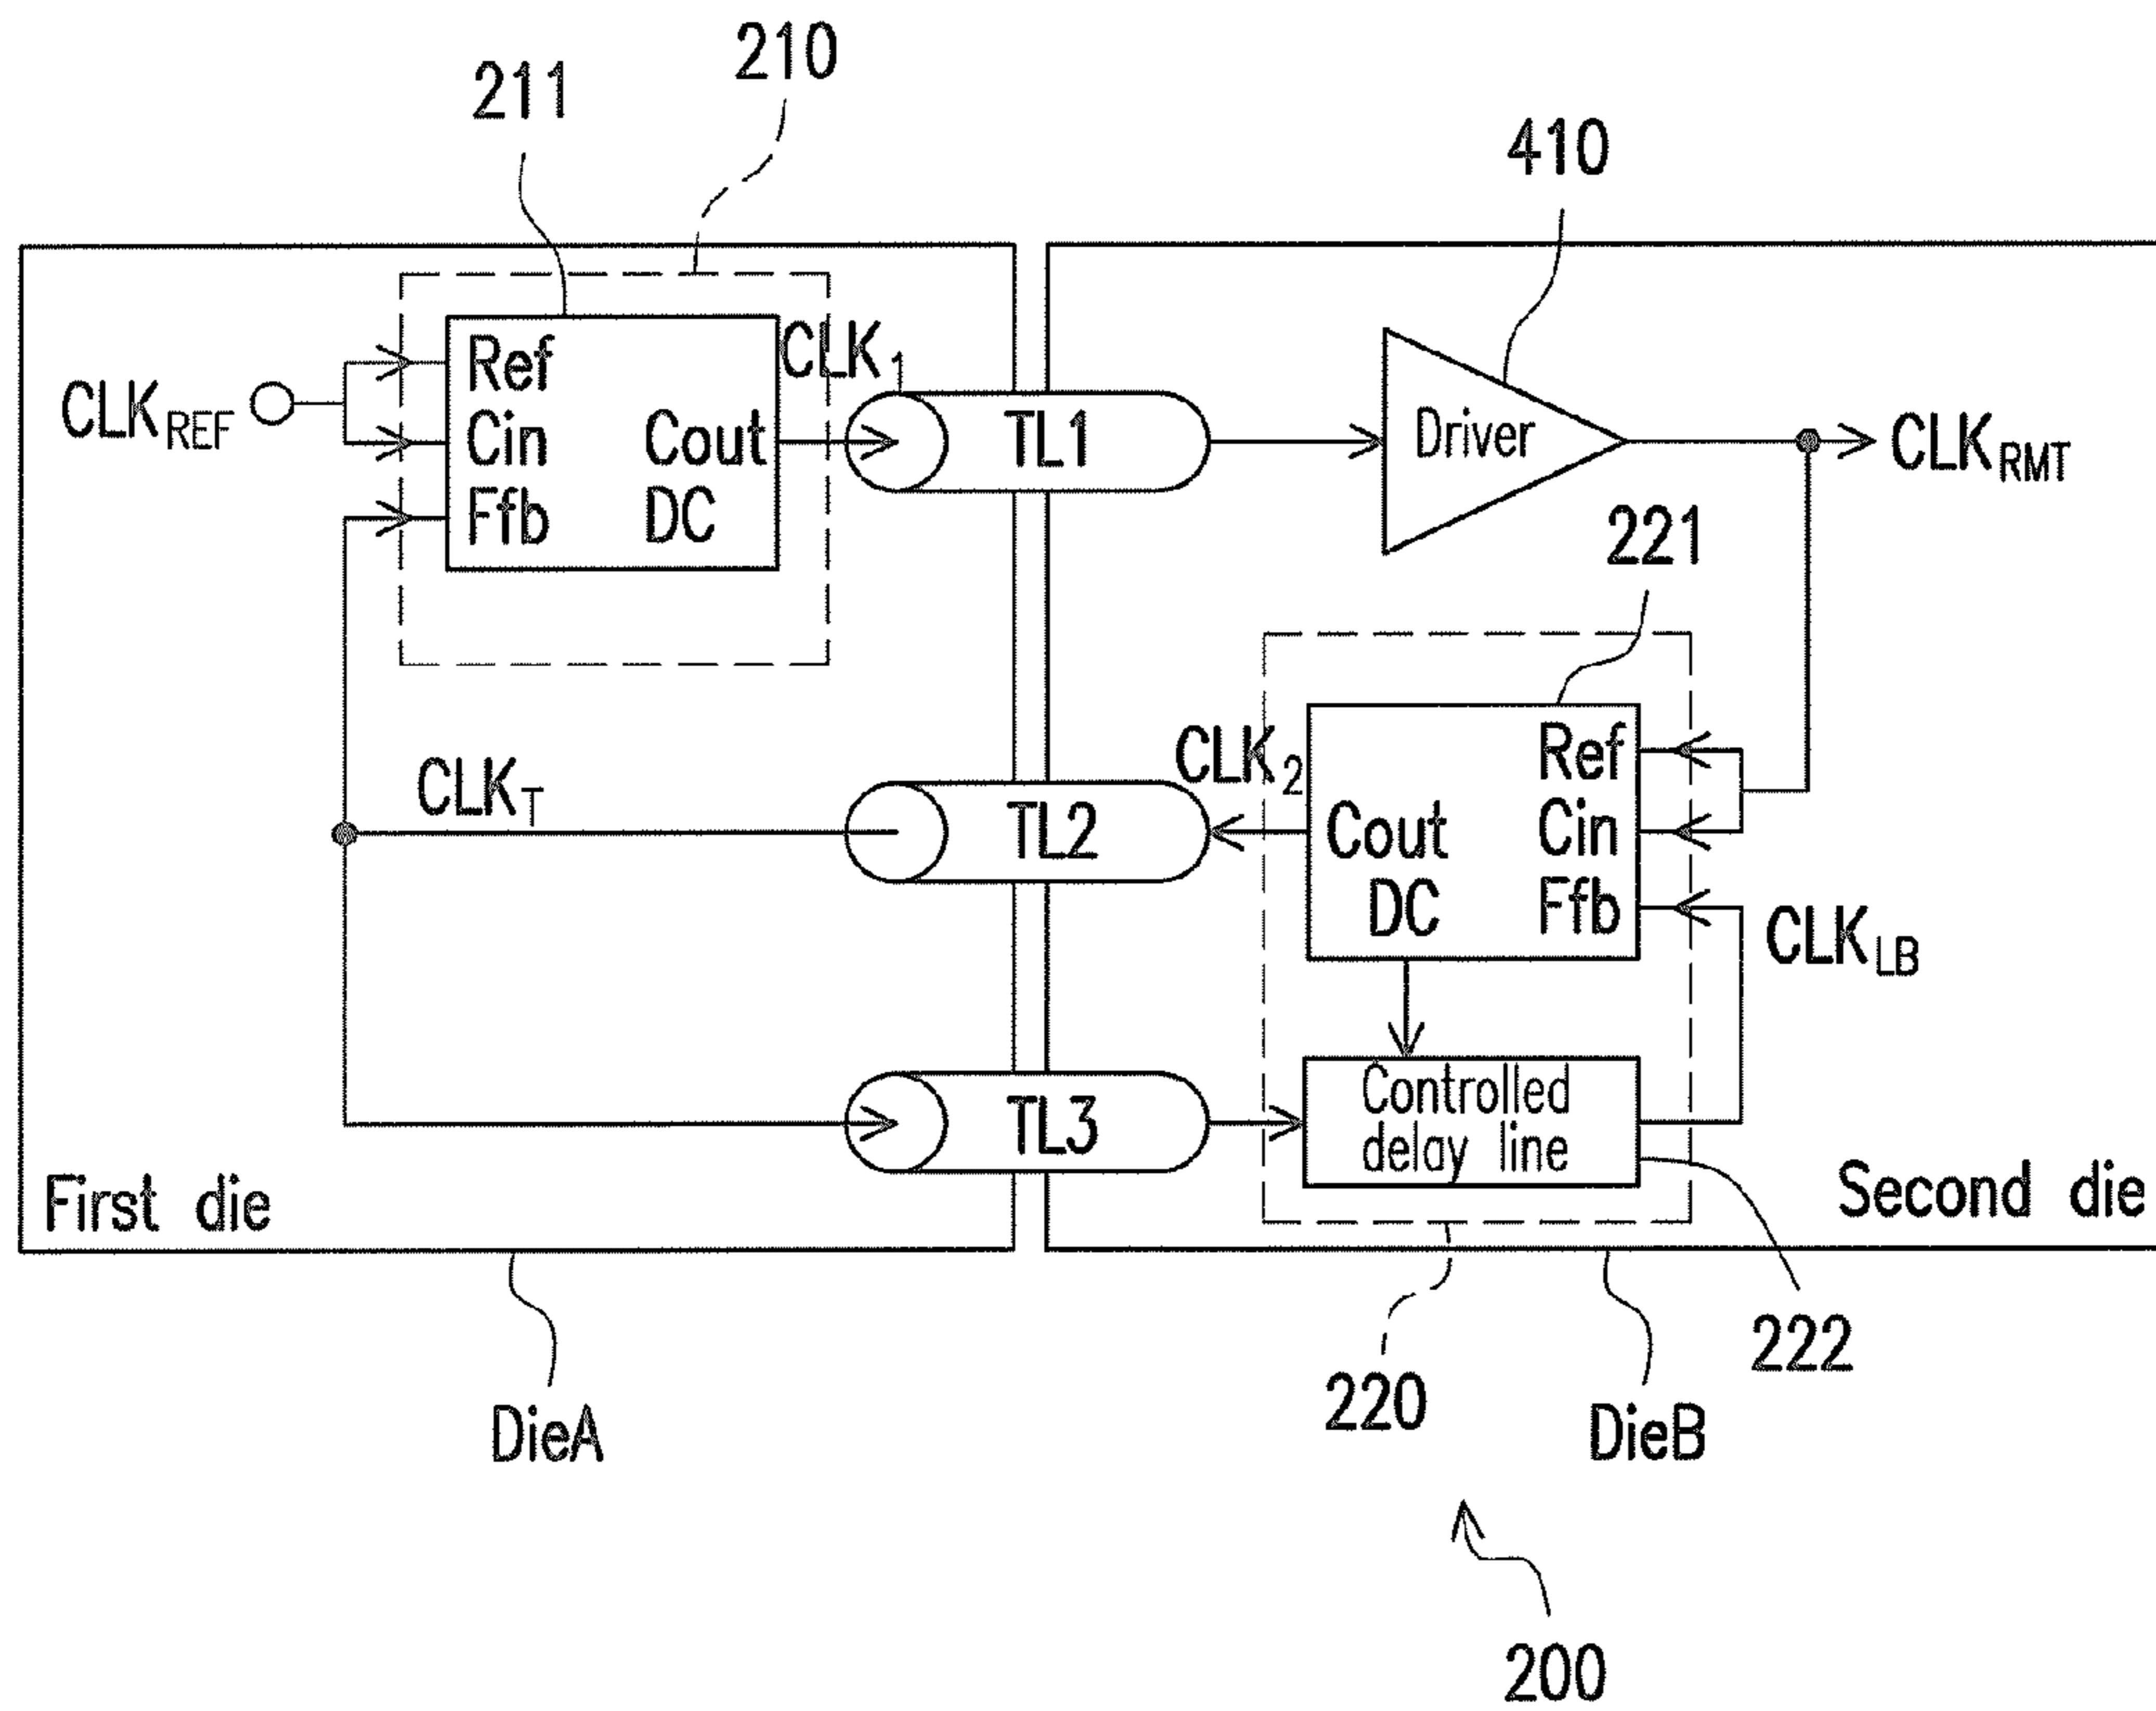 210
211
410
CLK1
Ref
CLKREF
Cin
Cout
TL1
Driver
CLKRMT
Ffb
DC
221
CLKT
CLK2
Ref
TL2
Cout
Cin
DC
Ffb
CLKLB
TL3
Controlled
delay line
First die
Second die
222
220
DieA
DieB
200